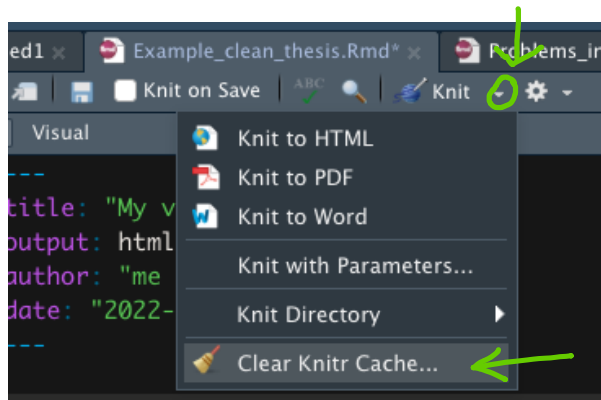 ed1 × Example_clean_thesis.Rmd* × Problems_in
Knit on Save ABC Knit
Visual
Knit to HTML
---
Knit to PDF
title: "My v
Knit to Word
output: html
Knit with Parameters...
author: "me
date: "2022-
Knit Directory
---
Clear Knitr Cache...